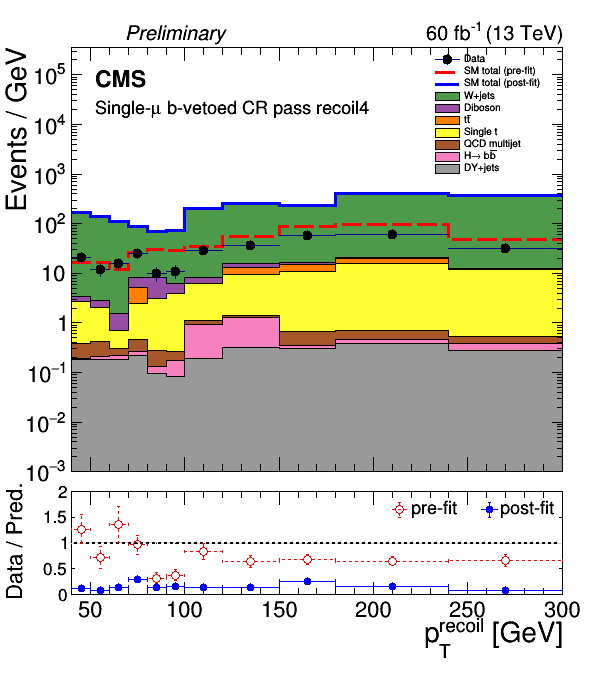 Preliminary
60 fb⁻¹ (13 TeV)
Events / GeV
10⁵
10⁴
10³
10²
10
1
10⁻¹
10⁻²
10⁻³
CMS
Single-μ b-vetoed CR pass recoil4
Data
SM total (pre-fit)
SM total (post-fit)
W+jets
Diboson
tt̅
Single t
QCD multijet
H→ bb̅
DY+jets
Data / Pred.
2
1.5
1
0.5
0
pre-fit
post-fit
50 100 150 200 250 300
p_T^recoil [GeV]